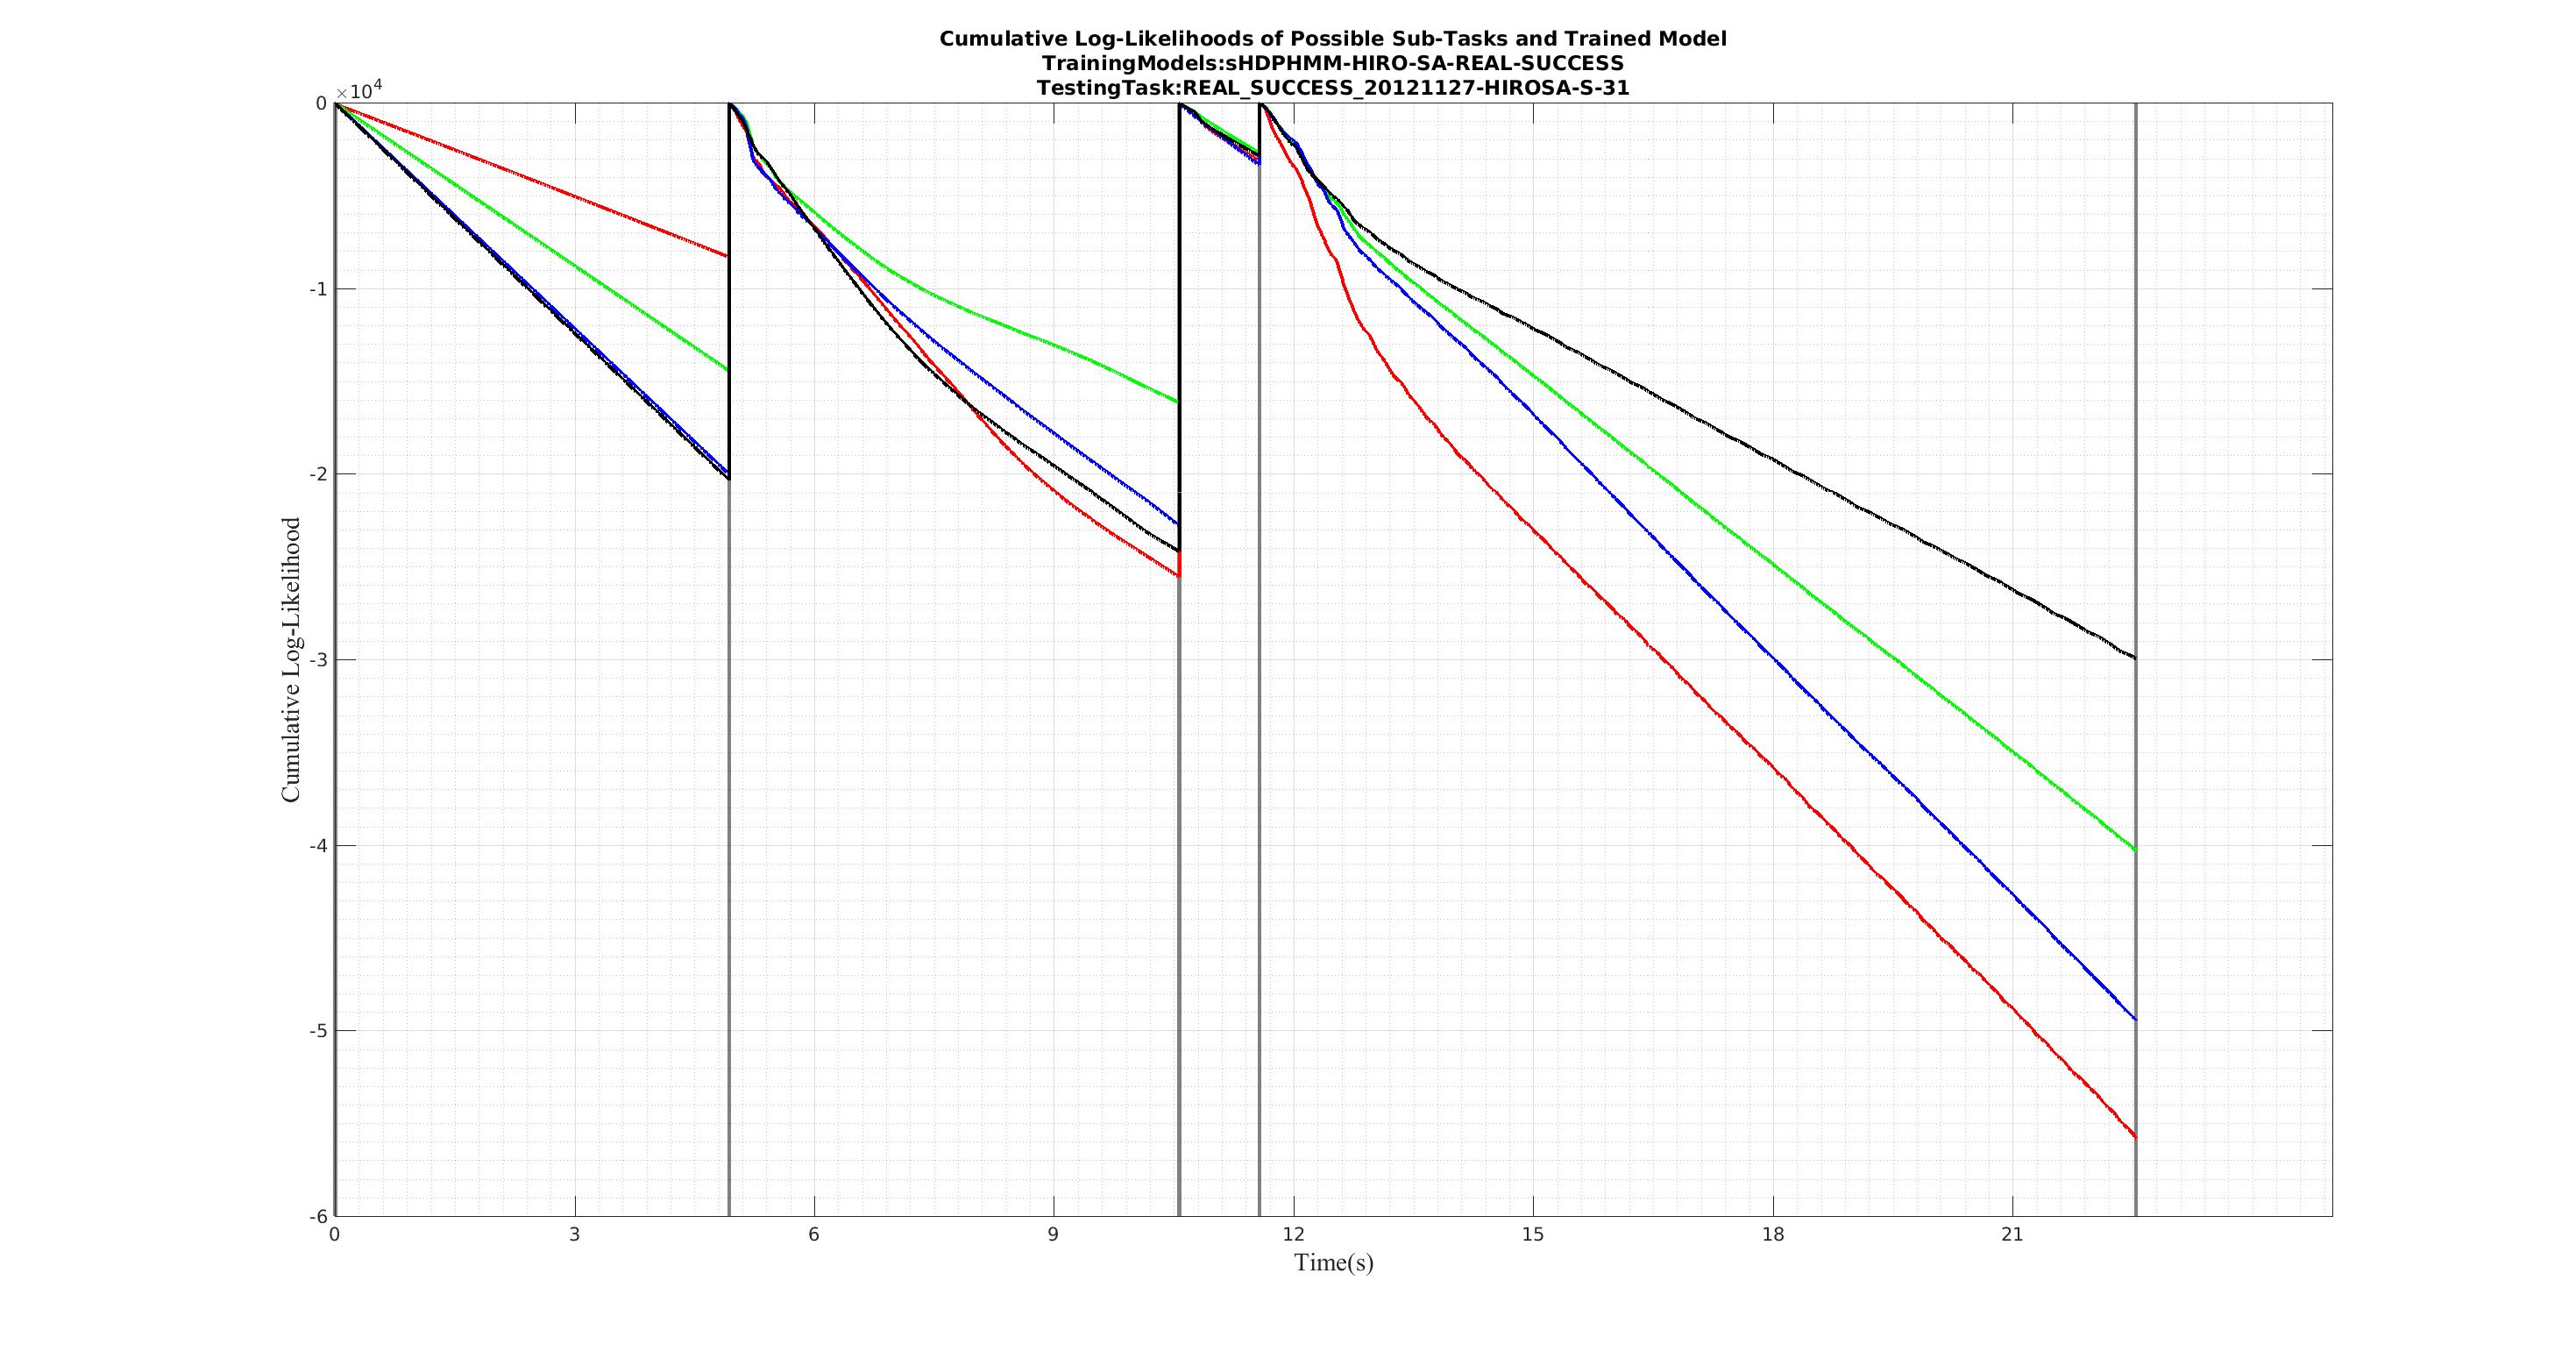 Cumulative Log-Likelihoods of Possible Sub-Tasks and Trained Model
TrainingModels:sHDPHMM-HIRO-SA-REAL-SUCCESS
TestingTask:REAL_SUCCESS_20121127-HIROSA-S-31
×10⁴
0
-1
-2
-3
-4
-5
-6
Cumulative Log-Likelihood
0 3 6 9 12 15 18 21
Time(s)